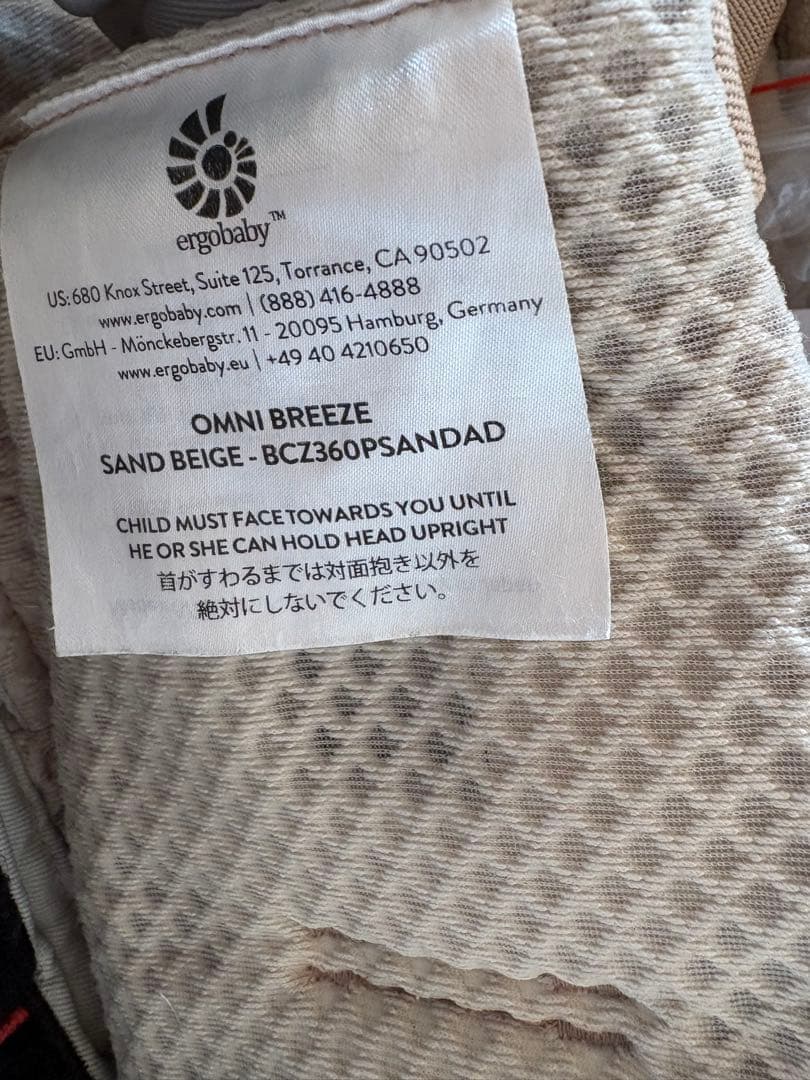 ergobaby™
US: 680 Knox Street, Suite 125, Torrance, CA 90502
www.ergobaby.com | (888) 416-4888
EU: GmbH - Mönckebergstr. 11 - 20095 Hamburg, Germany
www.ergobaby.eu | +49 40 4210650
OMNI BREEZE
SAND BEIGE - BCZ360PSANDAD
CHILD MUST FACE TOWARDS YOU UNTIL
HE OR SHE CAN HOLD HEAD UPRIGHT
首がすわるまでは対面抱き以外を
絶対にしないでください。